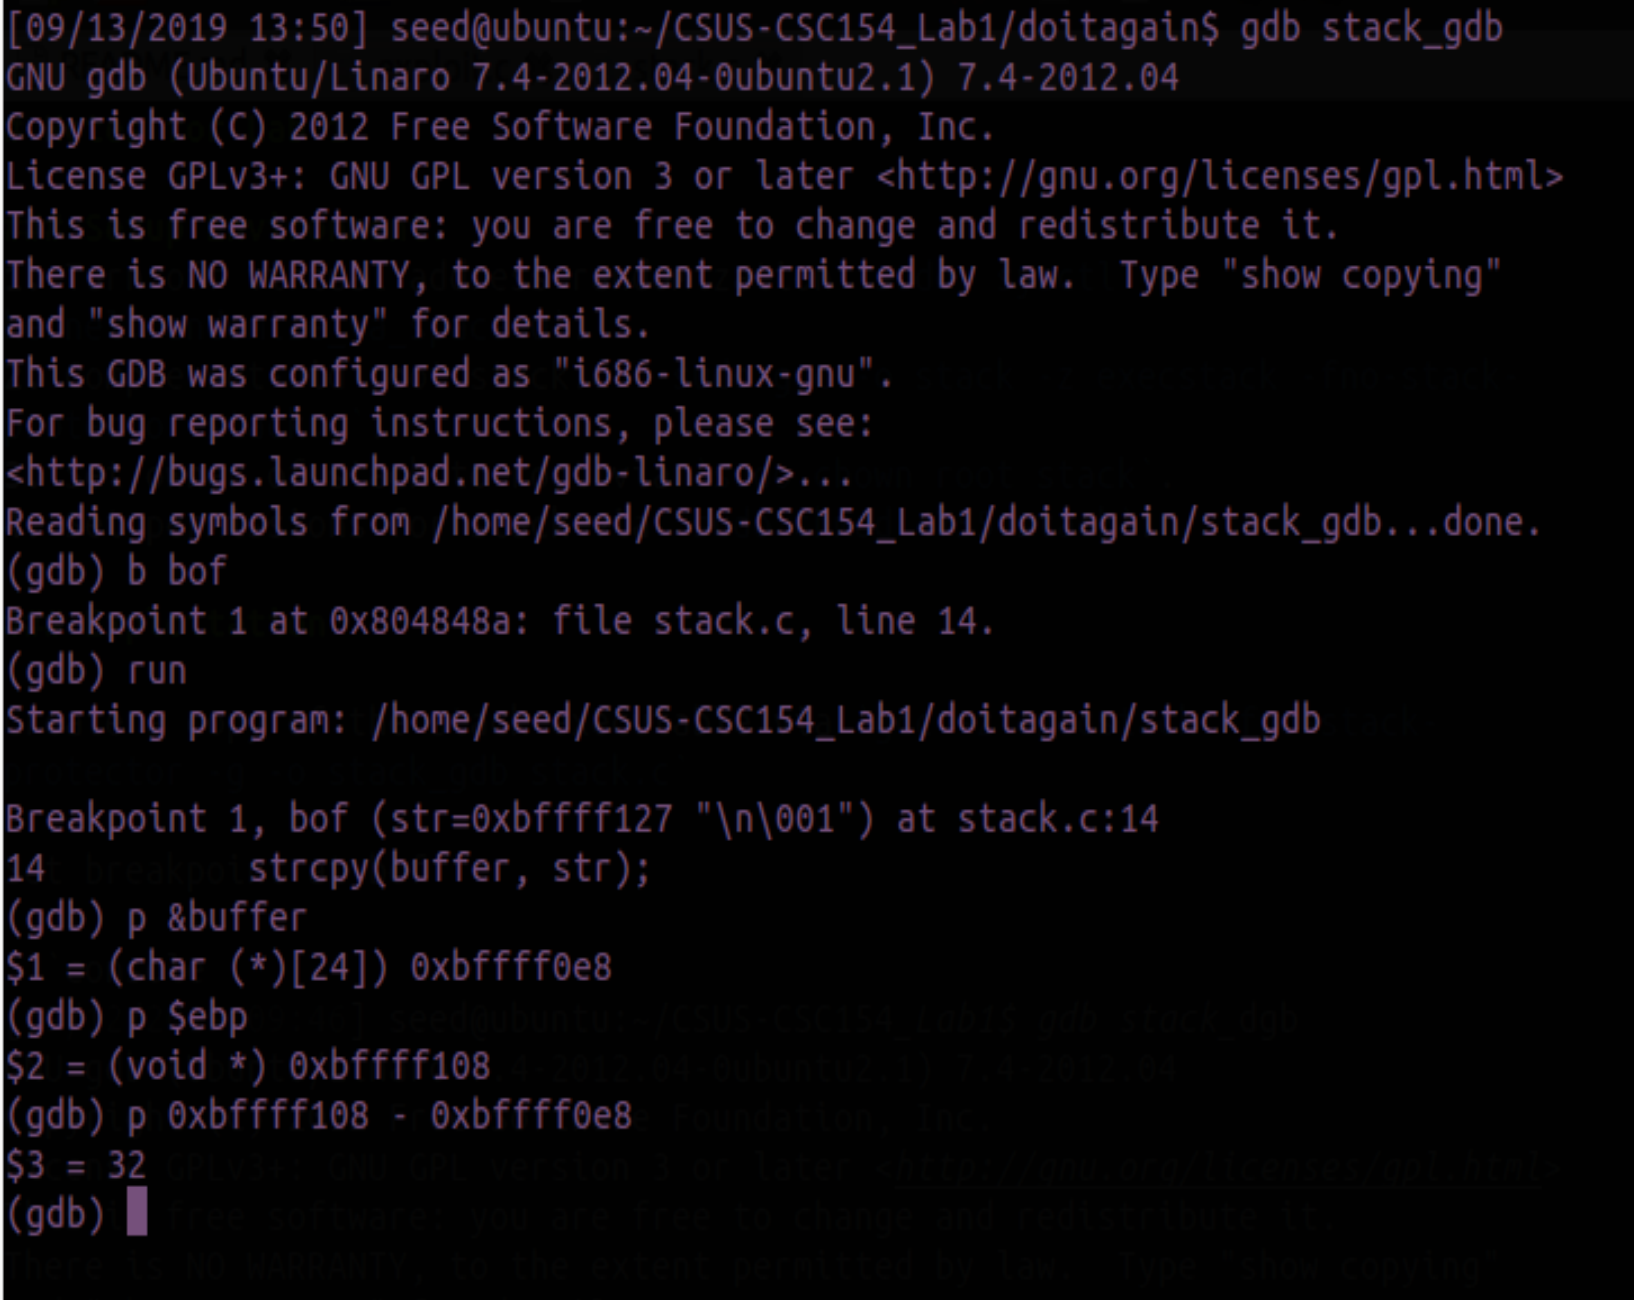 [09/13/2019 13:50] seed@ubuntu:~/CSUS-CSC154_Lab1/doitagain$ gdb stack_gdb
GNU gdb (Ubuntu/Linaro 7.4-2012.04-0ubuntu2.1) 7.4-2012.04
Copyright (C) 2012 Free Software Foundation, Inc.
License GPLv3+: GNU GPL version 3 or later <http://gnu.org/licenses/gpl.html>
This is free software: you are free to change and redistribute it.
There is NO WARRANTY, to the extent permitted by law.  Type "show copying"
and "show warranty" for details.
This GDB was configured as "i686-linux-gnu".
For bug reporting instructions, please see:
<http://bugs.launchpad.net/gdb-linaro/>...
Reading symbols from /home/seed/CSUS-CSC154_Lab1/doitagain/stack_gdb...done.
(gdb) b bof
Breakpoint 1 at 0x804848a: file stack.c, line 14.
(gdb) run
Starting program: /home/seed/CSUS-CSC154_Lab1/doitagain/stack_gdb
Breakpoint 1, bof (str=0xbffff127 "\n\001") at stack.c:14
14          strcpy(buffer, str);
(gdb) p &buffer
$1 = (char (*)[24]) 0xbffff0e8
(gdb) p $ebp
$2 = (void *) 0xbffff108
(gdb) p 0xbffff108 - 0xbffff0e8
$3 = 32
(gdb)